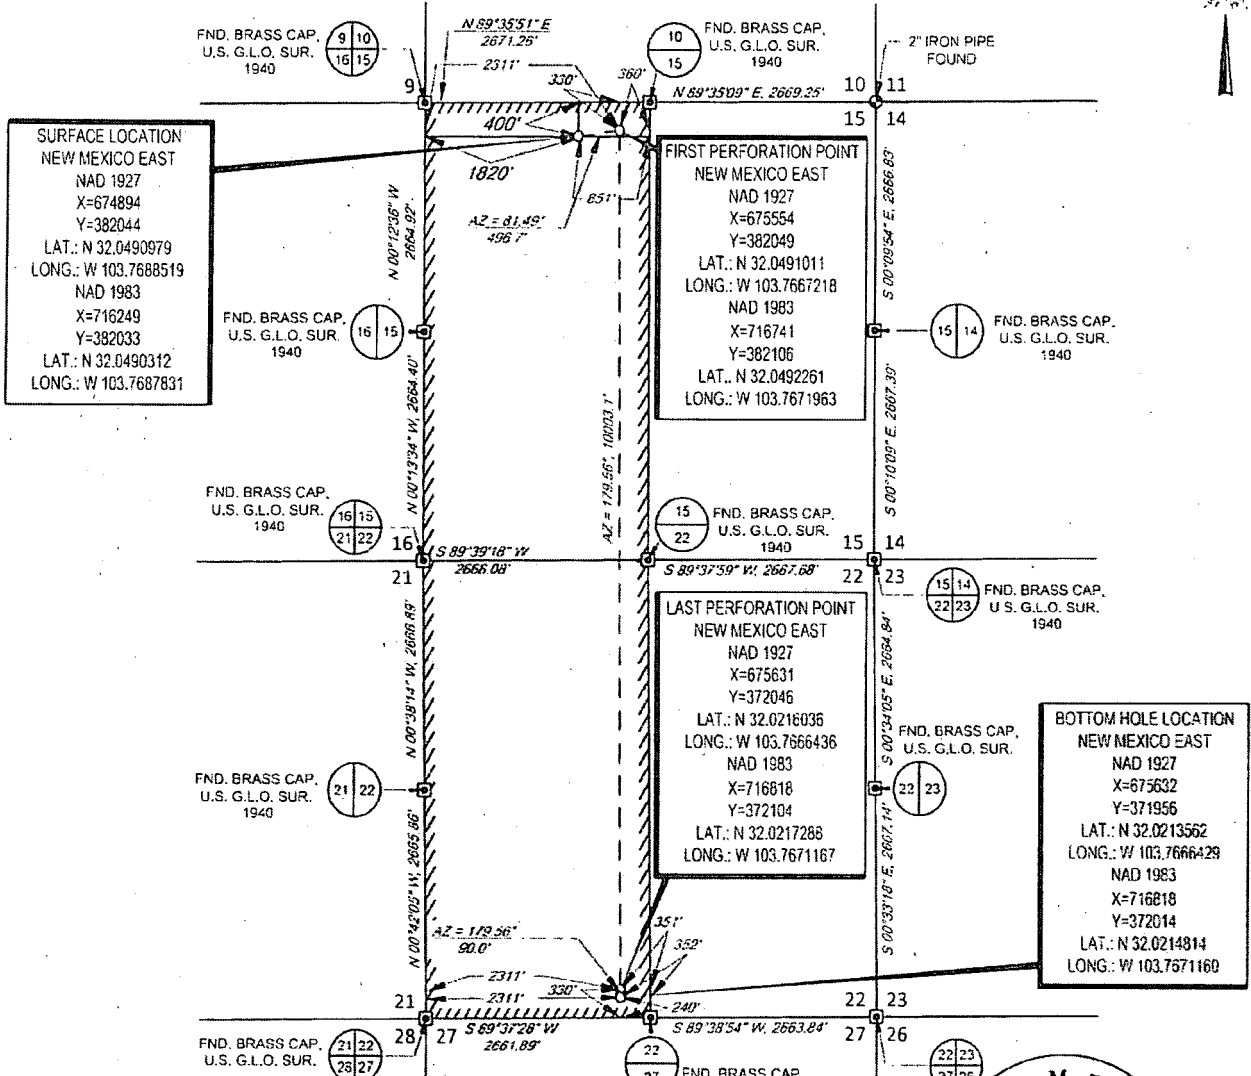 FND. BRASS CAP,
U.S. G.L.O. SUR.
1940
9 10
16 15
N 89°35'51" E
2671.26'
2311'
330'
360'
10
15
FND. BRASS CAP,
U.S. G.L.O. SUR.
1940
2" IRON PIPE
FOUND
N 89°35'09" E, 2669.25'
9
10 11
15 14
400'
1820'
851'
AZ = 81.49°
496.7'
SURFACE LOCATION
NEW MEXICO EAST
NAD 1927
X=674894
Y=382044
LAT.: N 32.0490979
LONG.: W 103.7688519
NAD 1983
X=716249
Y=382033
LAT.: N 32.0490312
LONG.: W 103.7687831
FIRST PERFORATION POINT
NEW MEXICO EAST
NAD 1927
X=675554
Y=382049
LAT.: N 32.0491011
LONG.: W 103.7667218
NAD 1983
X=716741
Y=382106
LAT.. N 32.0492261
LONG.: W 103.7671963
N 00°12'36" W
2664.92'
S 00°09'54" E, 2666.83'
FND. BRASS CAP,
U.S. G.L.O. SUR.
1940
16 15
15 14
FND. BRASS CAP,
U.S. G.L.O. SUR.
1940
N 00°13'34" W, 2664.40'
AZ = 179.56°, 10003.1'
S 00°10'09" E, 2667.39'
FND. BRASS CAP,
U.S. G.L.O. SUR.
1940
16 15
21 22
16
21
S 89°39'18" W
2666.08'
15
22
FND. BRASS CAP,
U.S. G.L.O. SUR.
1940
S 89°37'59" W, 2667.68'
15 14
22 23
15 14
22 23
FND. BRASS CAP,
U.S. G.L.O. SUR.
1940
N 00°38'14" W, 2666.89'
S 00°34'05" E, 2664.84'
LAST PERFORATION POINT
NEW MEXICO EAST
NAD 1927
X=675631
Y=372046
LAT.: N 32.0216036
LONG.: W 103.7666436
NAD 1983
X=716818
Y=372104
LAT.: N 32.0217288
LONG.: W 103.7671167
BOTTOM HOLE LOCATION
NEW MEXICO EAST
NAD 1927
X=675632
Y=371956
LAT.: N 32.0213562
LONG.: W 103.7666429
NAD 1983
X=716818
Y=372014
LAT.: N 32.0214814
LONG.: W 103.7671160
FND. BRASS CAP,
U.S. G.L.O. SUR.
1940
21 22
FND. BRASS CAP,
U.S. G.L.O. SUR.
22 23
N 00°42'05" W, 2665.86'
S 00°33'18" E, 2667.14'
AZ = 179.56°
90.0'
351'
352'
2311'
2311'
330'
240'
21
28 27
S 89°37'28" W
2661.89'
S 89°38'54" W, 2663.84'
22 23
27 26
FND. BRASS CAP,
U.S. G.L.O. SUR.
21 22
28 27
22
27
FND. BRASS CAP,
22 23